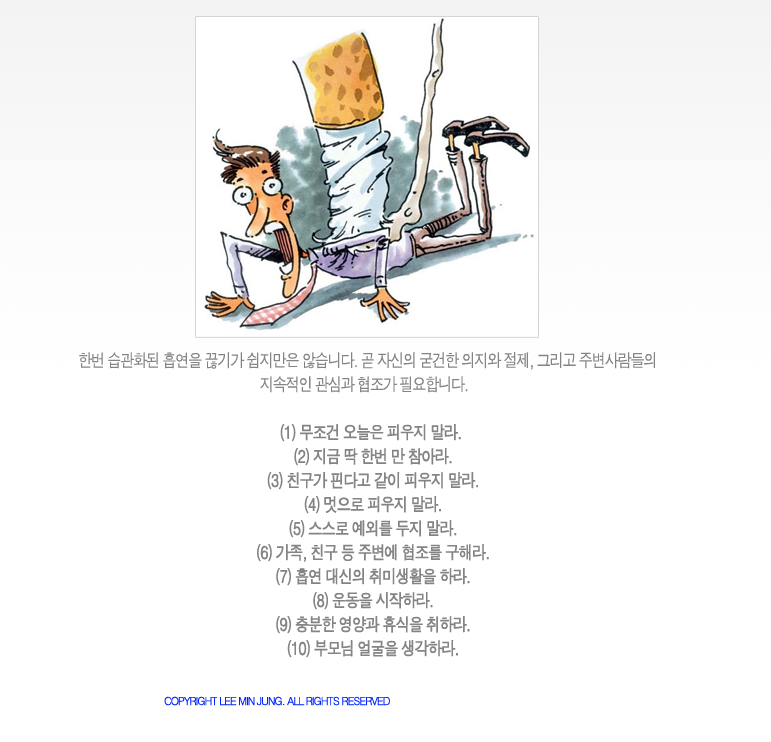 한번 습관화된 흡연을 끊기가 쉽지만은 않습니다. 곧 자신의 굳건한 의지와 절제, 그리고 주변사람들의
지속적인 관심과 협조가 필요합니다.
(1) 무조건 오늘은 피우지 말라.
(2) 지금 딱 한번 만 참아라.
(3) 친구가 핀다고 같이 피우지 말라.
(4) 멋으로 피우지 말라.
(5) 스스로 예외를 두지 말라.
(6) 가족, 친구 등 주변에 협조를 구해라.
(7) 흡연 대신의 취미생활을 하라.
(8) 운동을 시작하라.
(9) 충분한 영양과 휴식을 취하라.
(10) 부모님 얼굴을 생각하라.
COPYRIGHT LEE MIN JUNG. ALL RIGHTS RESERVED